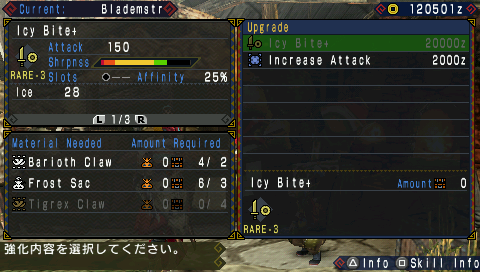 Current: Blademstr
120501z
Icy Bite+
Attack 150
Shrpnss
RARE-3 Slots ---- Affinity 25%
Ice 28
L 1/3 R
Upgrade
Icy Bite+ 20000z
Increase Attack 2000z
Material Needed Amount Required
Barioth Claw 0 4/ 2
Frost Sac 0 6/ 3
Tigrex Claw 0 0/ 4
Icy Bite+ Amount 0
RARE-3
強化内容を選択してください。
△ Info □ Skill Info